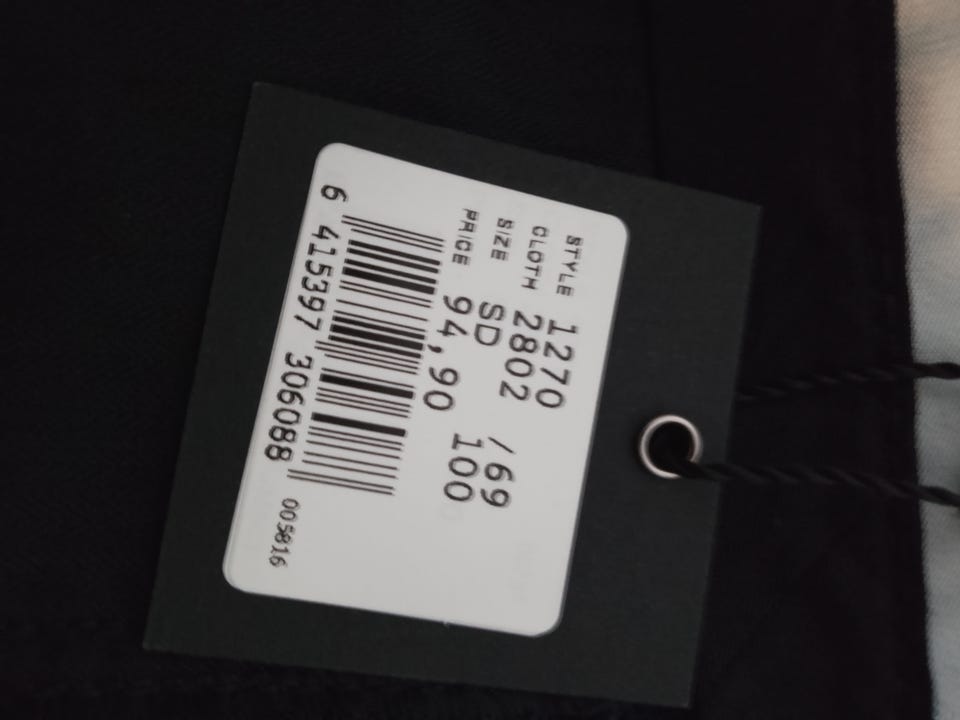 STYLE 1270
CLOTH 2802 /69
SIZE SD 100
PRICE 94,90
6 415397 306088
005816